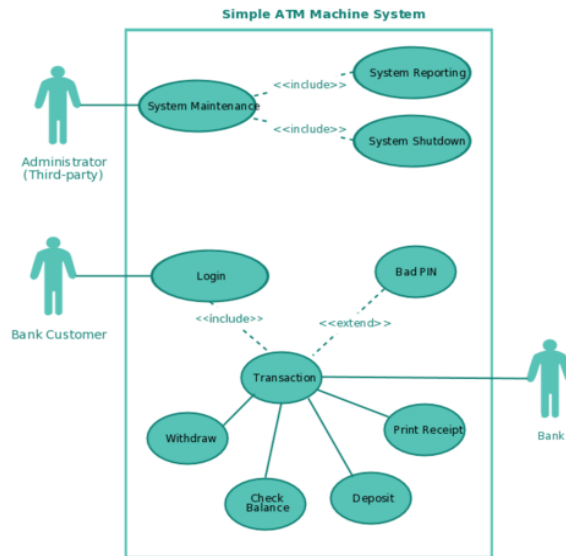 Simple ATM Machine System
System Reporting
<<include>>
System Maintenance
<<include>>
System Shutdown
Administrator
(Third-party)
Login
Bad PIN
Bank Customer
<<include>>
<<extend>>
Transaction
Bank
Withdraw
Print Receipt
Check
Balance
Deposit